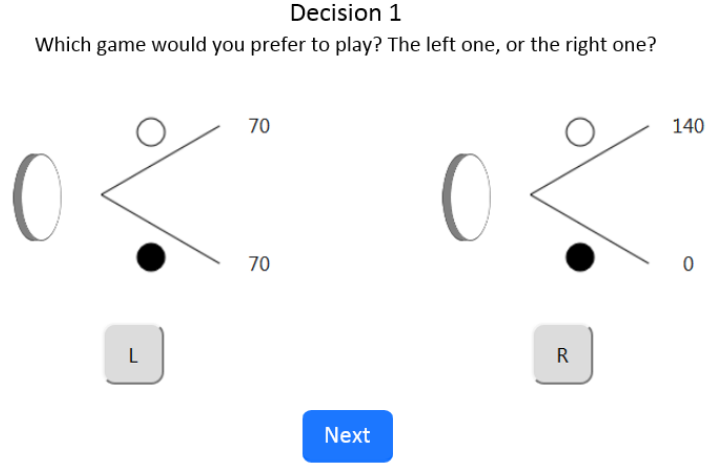 Decision 1
Which game would you prefer to play? The left one, or the right one?
70
140
70
0
L
R
Next